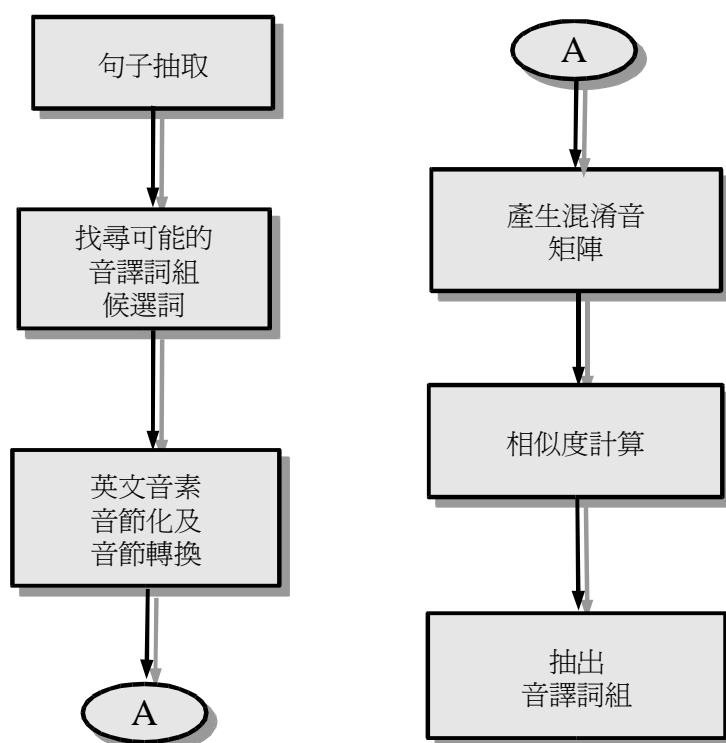 句子抽取
找尋可能的
音譯詞組
候選詞
英文音素
音節化及
音節轉換
A
A
產生混淆音
矩陣
相似度計算
抽出
音譯詞組